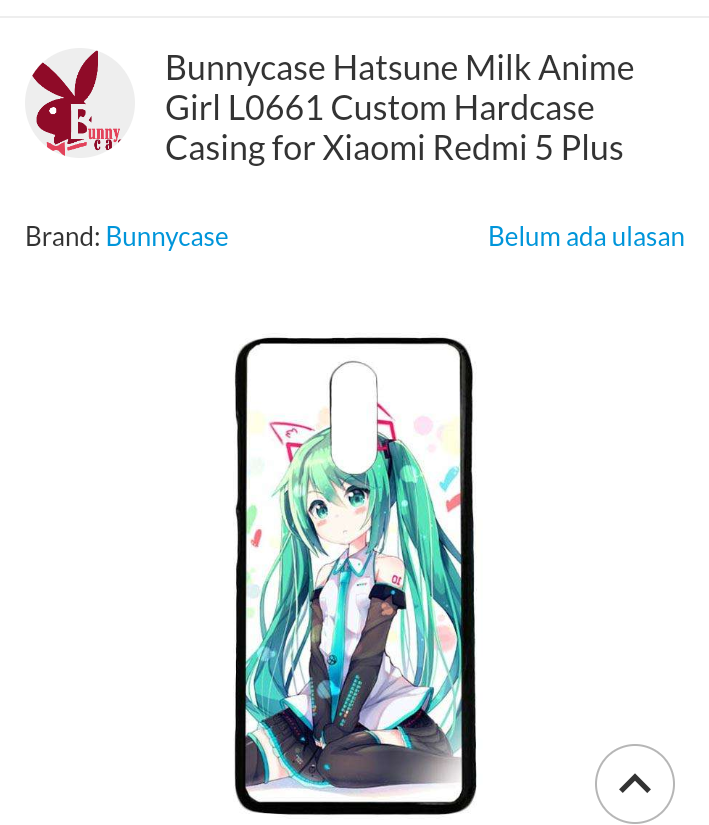 Bunny
ca
Bunnycase Hatsune Milk Anime
Girl L0661 Custom Hardcase
Casing for Xiaomi Redmi 5 Plus
Brand: Bunnycase
Belum ada ulasan
01